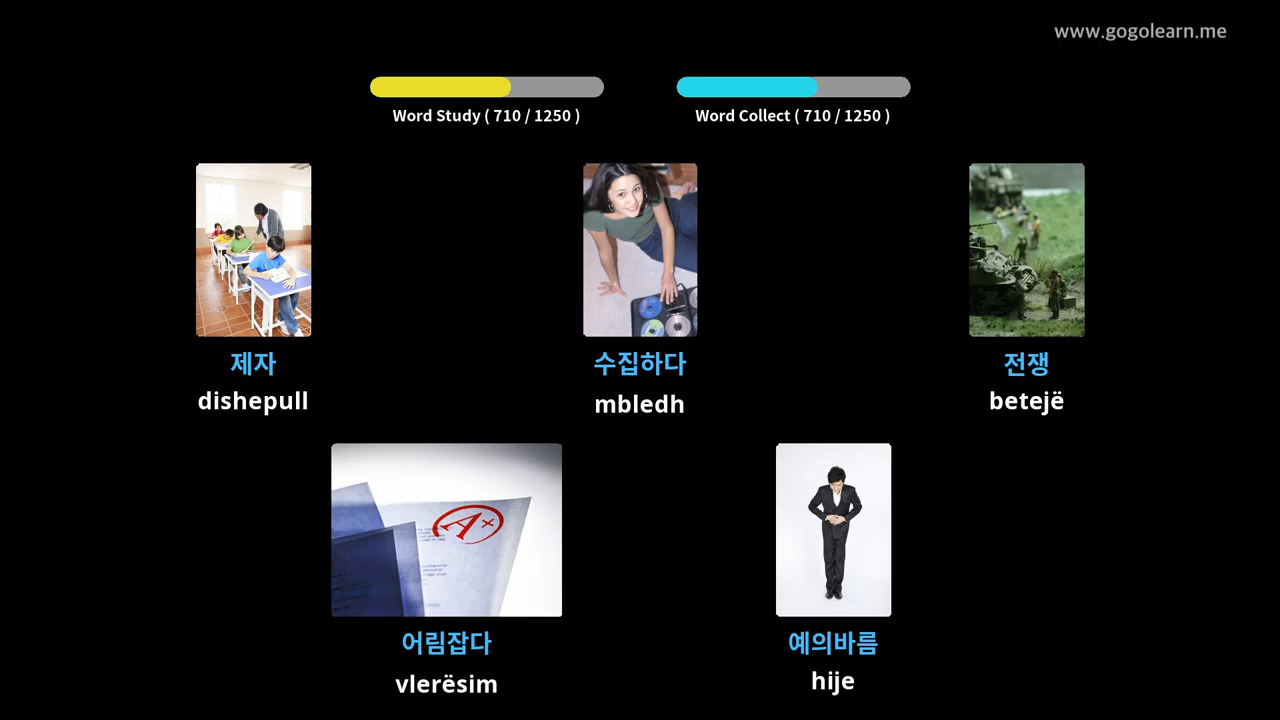 www.gogolearn.me
Word Study ( 710 / 1250 )
Word Collect ( 710 / 1250 )
제자
dishepull
수집하다
mbledh
전쟁
betejë
A+
어림잡다
vlerësim
예의바름
hije